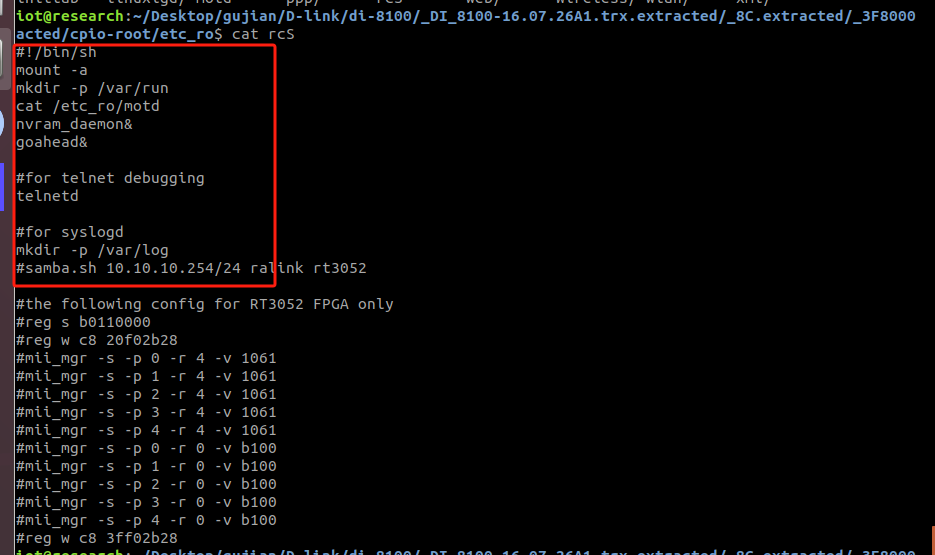 iot@research:~/Desktop/gujian/D-link/di-8100/_DI_8100-16.07.26A1.trx.extracted/_8C.extracted/_3F8000
acted/cpio-root/etc_ro$ cat rcS
#!/bin/sh
mount -a
mkdir -p /var/run
cat /etc_ro/motd
nvram_daemon&
goahead&
#for telnet debugging
telnetd
#for syslogd
mkdir -p /var/log
#samba.sh 10.10.10.254/24 ralink rt3052
#the following config for RT3052 FPGA only
#reg s b0110000
#reg w c8 20f02b28
#mii_mgr -s -p 0 -r 4 -v 1061
#mii_mgr -s -p 1 -r 4 -v 1061
#mii_mgr -s -p 2 -r 4 -v 1061
#mii_mgr -s -p 3 -r 4 -v 1061
#mii_mgr -s -p 4 -r 4 -v 1061
#mii_mgr -s -p 0 -r 0 -v b100
#mii_mgr -s -p 1 -r 0 -v b100
#mii_mgr -s -p 2 -r 0 -v b100
#mii_mgr -s -p 3 -r 0 -v b100
#mii_mgr -s -p 4 -r 0 -v b100
#reg w c8 3ff02b28
iot@research:~/Desktop/gujian/D-link/di-8100/_DI_8100-16.07.26A1.trx.extracted/_8C.extracted/_3F8000